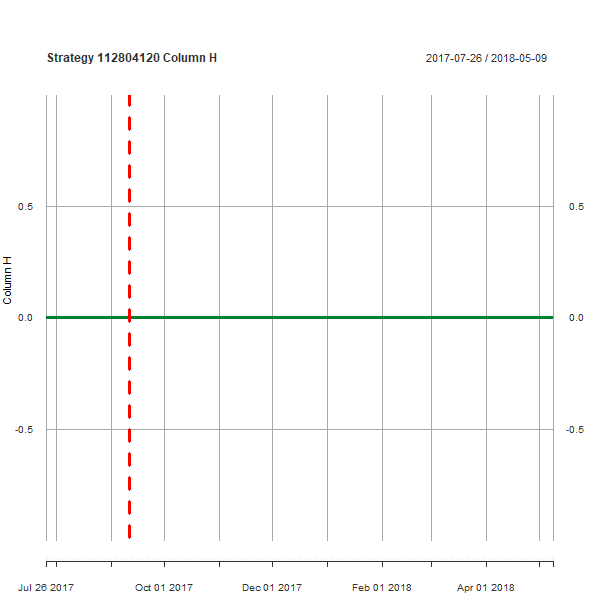 Strategy 112804120 Column H
2017-07-26 / 2018-05-09
0.5
0.5
Column H
0.0
0.0
-0.5
-0.5
Jul 26 2017
Oct 01 2017
Dec 01 2017
Feb 01 2018
Apr 01 2018